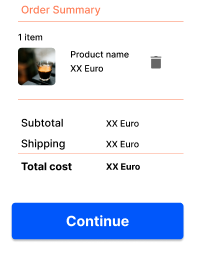 Order Summary
1 item
Product name
XX Euro
Subtotal XX Euro
Shipping XX Euro
Total cost XX Euro
Continue